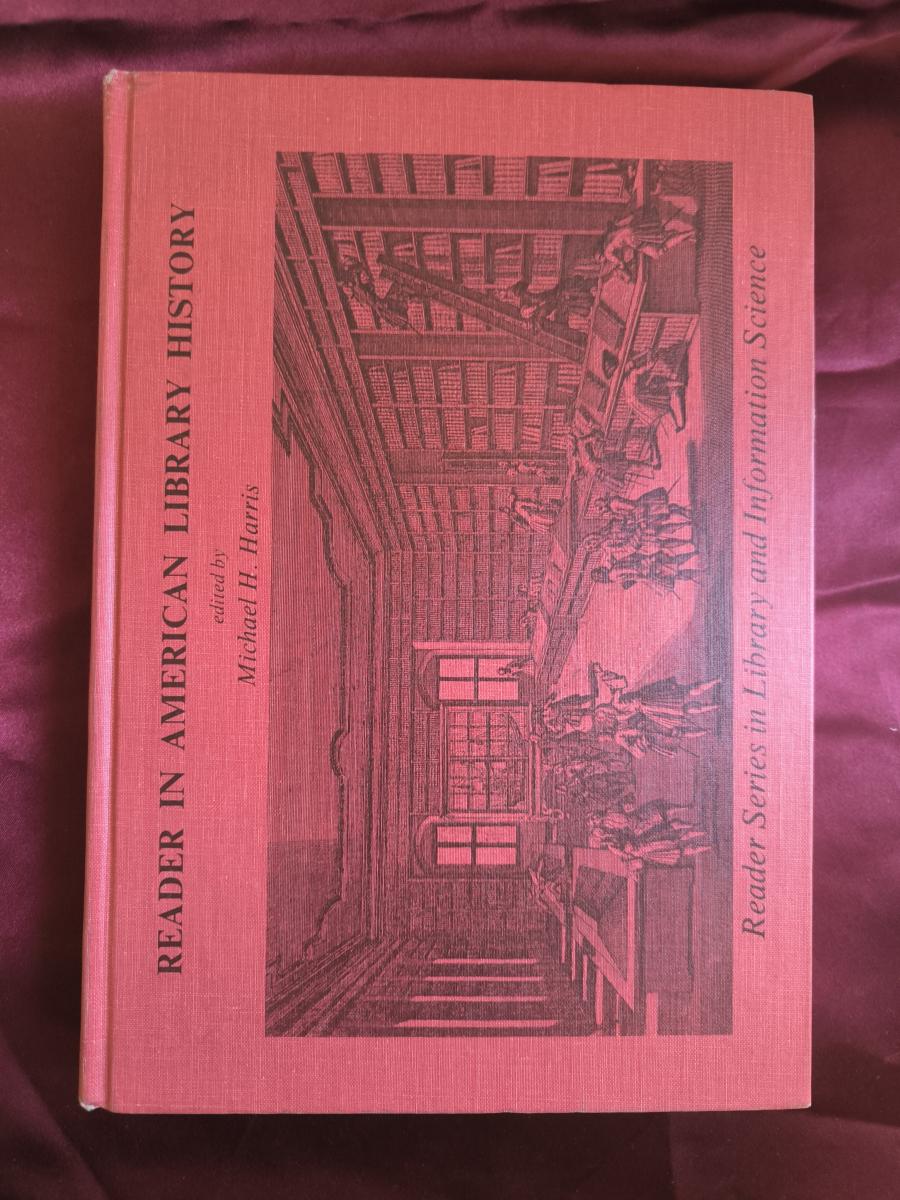 READER IN AMERICAN LIBRARY HISTORY
edited by
Michael H. Harris
Reader Series in Library and Information Science